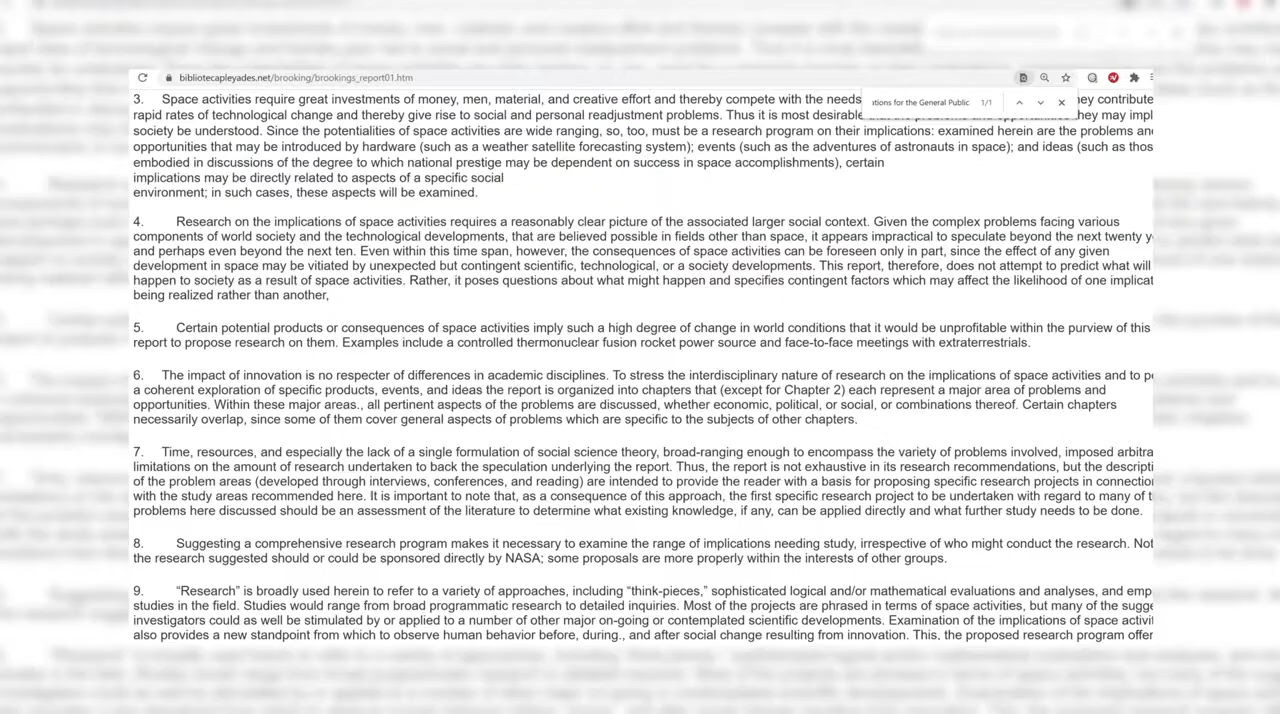 bibliotecapleyades.net/brooking/brookings_report01.htm
ations for the General Public 1/1
3. Space activities require great investments of money, men, material, and creative effort and thereby compete with the needs ey contribute
rapid rates of technological change and thereby give rise to social and personal readjustment problems. Thus it is most desirable that the problems and opportunities they may impl
society be understood. Since the potentialities of space activities are wide ranging, so, too, must be a research program on their implications: examined herein are the problems an
opportunities that may be introduced by hardware (such as a weather satellite forecasting system); events (such as the adventures of astronauts in space); and ideas (such as thos
embodied in discussions of the degree to which national prestige may be dependent on success in space accomplishments), certain
implications may be directly related to aspects of a specific social
environment; in such cases, these aspects will be examined.
4. Research on the implications of space activities requires a reasonably clear picture of the associated larger social context. Given the complex problems facing various
components of world society and the technological developments, that are believed possible in fields other than space, it appears impractical to speculate beyond the next twenty y
and perhaps even beyond the next ten. Even within this time span, however, the consequences of space activities can be foreseen only in part, since the effect of any given
development in space may be vitiated by unexpected but contingent scientific, technological, or a society developments. This report, therefore, does not attempt to predict what will
happen to society as a result of space activities. Rather, it poses questions about what might happen and specifies contingent factors which may affect the likelihood of one implicat
being realized rather than another,
5. Certain potential products or consequences of space activities imply such a high degree of change in world conditions that it would be unprofitable within the purview of this
report to propose research on them. Examples include a controlled thermonuclear fusion rocket power source and face-to-face meetings with extraterrestrials.
6. The impact of innovation is no respecter of differences in academic disciplines. To stress the interdisciplinary nature of research on the implications of space activities and to pe
a coherent exploration of specific products, events, and ideas the report is organized into chapters that (except for Chapter 2) each represent a major area of problems and
opportunities. Within these major areas., all pertinent aspects of the problems are discussed, whether economic, political, or social, or combinations thereof. Certain chapters
necessarily overlap, since some of them cover general aspects of problems which are specific to the subjects of other chapters.
7. Time, resources, and especially the lack of a single formulation of social science theory, broad-ranging enough to encompass the variety of problems involved, imposed arbitra
limitations on the amount of research undertaken to back the speculation underlying the report. Thus, the report is not exhaustive in its research recommendations, but the descripti
of the problem areas (developed through interviews, conferences, and reading) are intended to provide the reader with a basis for proposing specific research projects in connection
with the study areas recommended here. It is important to note that, as a consequence of this approach, the first specific research project to be undertaken with regard to many of t
problems here discussed should be an assessment of the literature to determine what existing knowledge, if any, can be applied directly and what further study needs to be done.
8. Suggesting a comprehensive research program makes it necessary to examine the range of implications needing study, irrespective of who might conduct the research. Not
the research suggested should or could be sponsored directly by NASA; some proposals are more properly within the interests of other groups.
9. “Research” is broadly used herein to refer to a variety of approaches, including “think-pieces,” sophisticated logical and/or mathematical evaluations and analyses, and emp
studies in the field. Studies would range from broad programmatic research to detailed inquiries. Most of the projects are phrased in terms of space activities, but many of the sugge
investigators could as well be stimulated by or applied to a number of other major on-going or contemplated scientific developments. Examination of the implications of space activit
also provides a new standpoint from which to observe human behavior before, during., and after social change resulting from innovation. This, the proposed research program offer